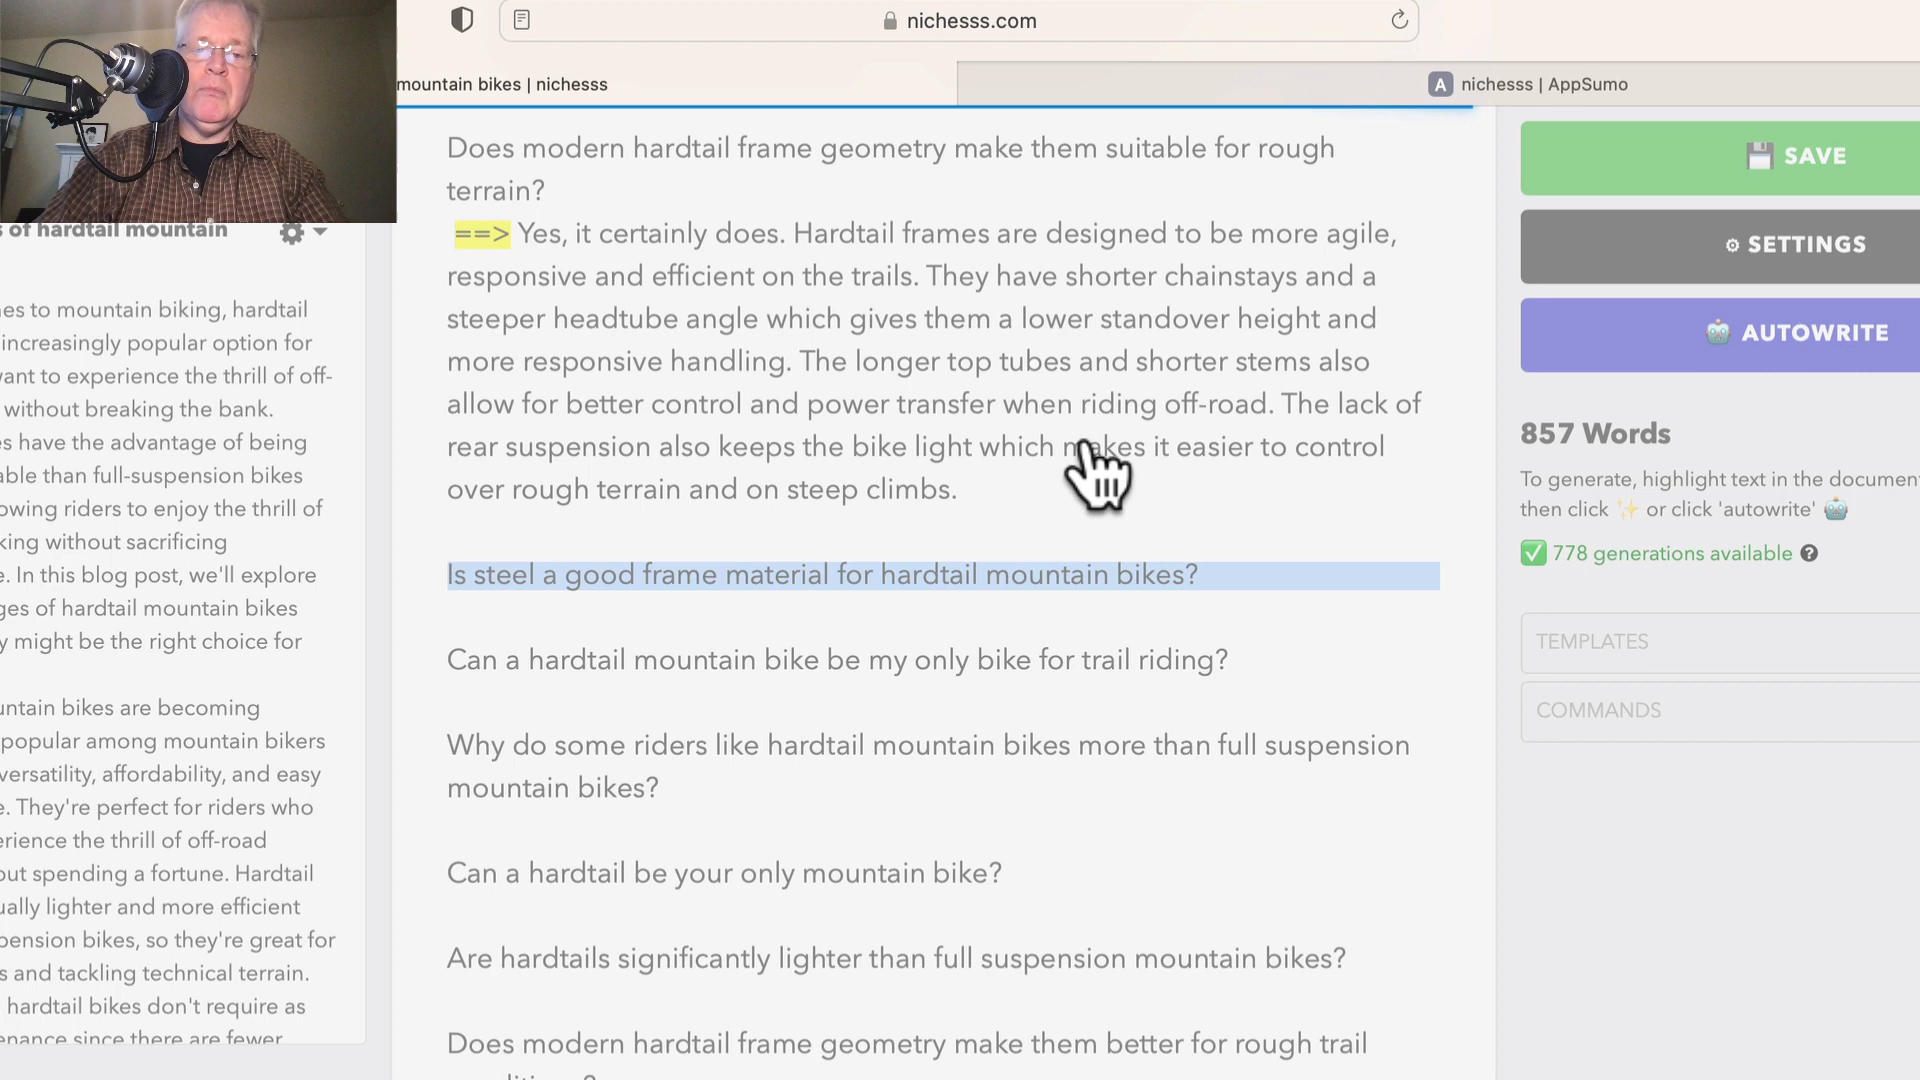 nichesss.com
mountain bikes | nichesss
A nichesss | AppSumo
Does modern hardtail frame geometry make them suitable for rough
terrain?
==> Yes, it certainly does. Hardtail frames are designed to be more agile,
responsive and efficient on the trails. They have shorter chainstays and a
steeper headtube angle which gives them a lower standover height and
more responsive handling. The longer top tubes and shorter stems also
allow for better control and power transfer when riding off-road. The lack of
rear suspension also keeps the bike light which makes it easier to control
over rough terrain and on steep climbs.
Is steel a good frame material for hardtail mountain bikes?
Can a hardtail mountain bike be my only bike for trail riding?
Why do some riders like hardtail mountain bikes more than full suspension
mountain bikes?
Can a hardtail be your only mountain bike?
Are hardtails significantly lighter than full suspension mountain bikes?
Does modern hardtail frame geometry make them better for rough trail
s of hardtail mountain
es to mountain biking, hardtail
increasingly popular option for
ant to experience the thrill of off-
without breaking the bank.
s have the advantage of being
able than full-suspension bikes
owing riders to enjoy the thrill of
king without sacrificing
e. In this blog post, we'll explore
ges of hardtail mountain bikes
y might be the right choice for
untain bikes are becoming
popular among mountain bikers
versatility, affordability, and easy
e. They're perfect for riders who
erience the thrill of off-road
out spending a fortune. Hardtail
ually lighter and more efficient
pension bikes, so they're great for
s and tackling technical terrain.
hardtail bikes don't require as
enance since there are fewer
SAVE
SETTINGS
AUTOWRITE
857 Words
To generate, highlight text in the document
then click ✨ or click 'autowrite' 🤖
778 generations available
TEMPLATES
COMMANDS